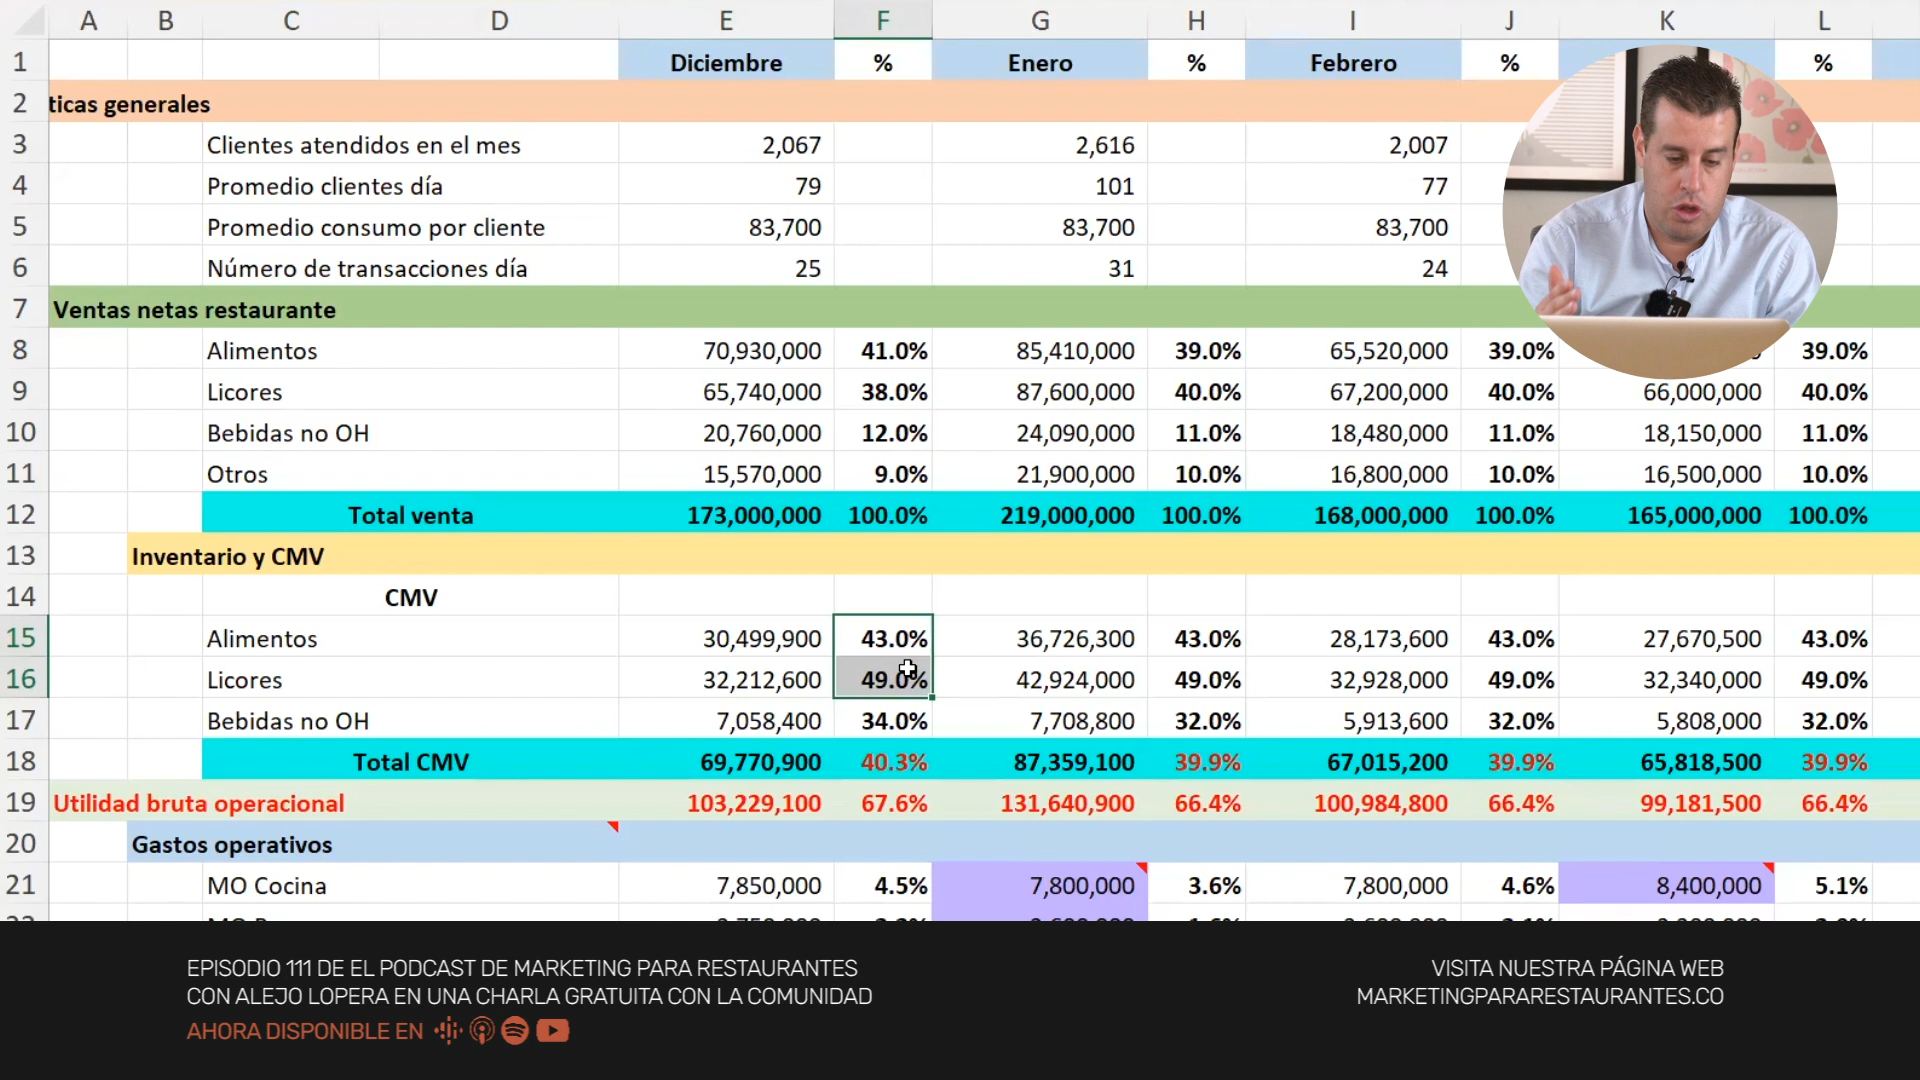 A B C D E F G H I J K L
1 Diciembre % Enero % Febrero % %
2 ticas generales
3 Clientes atendidos en el mes 2,067 2,616 2,007
4 Promedio clientes día 79 101 77
5 Promedio consumo por cliente 83,700 83,700 83,700
6 Número de transacciones día 25 31 24
7 Ventas netas restaurante
8 Alimentos 70,930,000 41.0% 85,410,000 39.0% 65,520,000 39.0% 39.0%
9 Licores 65,740,000 38.0% 87,600,000 40.0% 67,200,000 40.0% 66,000,000 40.0%
10 Bebidas no OH 20,760,000 12.0% 24,090,000 11.0% 18,480,000 11.0% 18,150,000 11.0%
11 Otros 15,570,000 9.0% 21,900,000 10.0% 16,800,000 10.0% 16,500,000 10.0%
12 Total venta 173,000,000 100.0% 219,000,000 100.0% 168,000,000 100.0% 165,000,000 100.0%
13 Inventario y CMV
14 CMV
15 Alimentos 30,499,900 43.0% 36,726,300 43.0% 28,173,600 43.0% 27,670,500 43.0%
16 Licores 32,212,600 49.0% 42,924,000 49.0% 32,928,000 49.0% 32,340,000 49.0%
17 Bebidas no OH 7,058,400 34.0% 7,708,800 32.0% 5,913,600 32.0% 5,808,000 32.0%
18 Total CMV 69,770,900 40.3% 87,359,100 39.9% 67,015,200 39.9% 65,818,500 39.9%
19 Utilidad bruta operacional 103,229,100 67.6% 131,640,900 66.4% 100,984,800 66.4% 99,181,500 66.4%
20 Gastos operativos
21 MO Cocina 7,850,000 4.5% 7,800,000 3.6% 7,800,000 4.6% 8,400,000 5.1%
EPISODIO 111 DE EL PODCAST DE MARKETING PARA RESTAURANTES
CON ALEJO LOPERA EN UNA CHARLA GRATUITA CON LA COMUNIDAD
AHORA DISPONIBLE EN
VISITA NUESTRA PÁGINA WEB
MARKETINGPARARESTAURANTES.CO